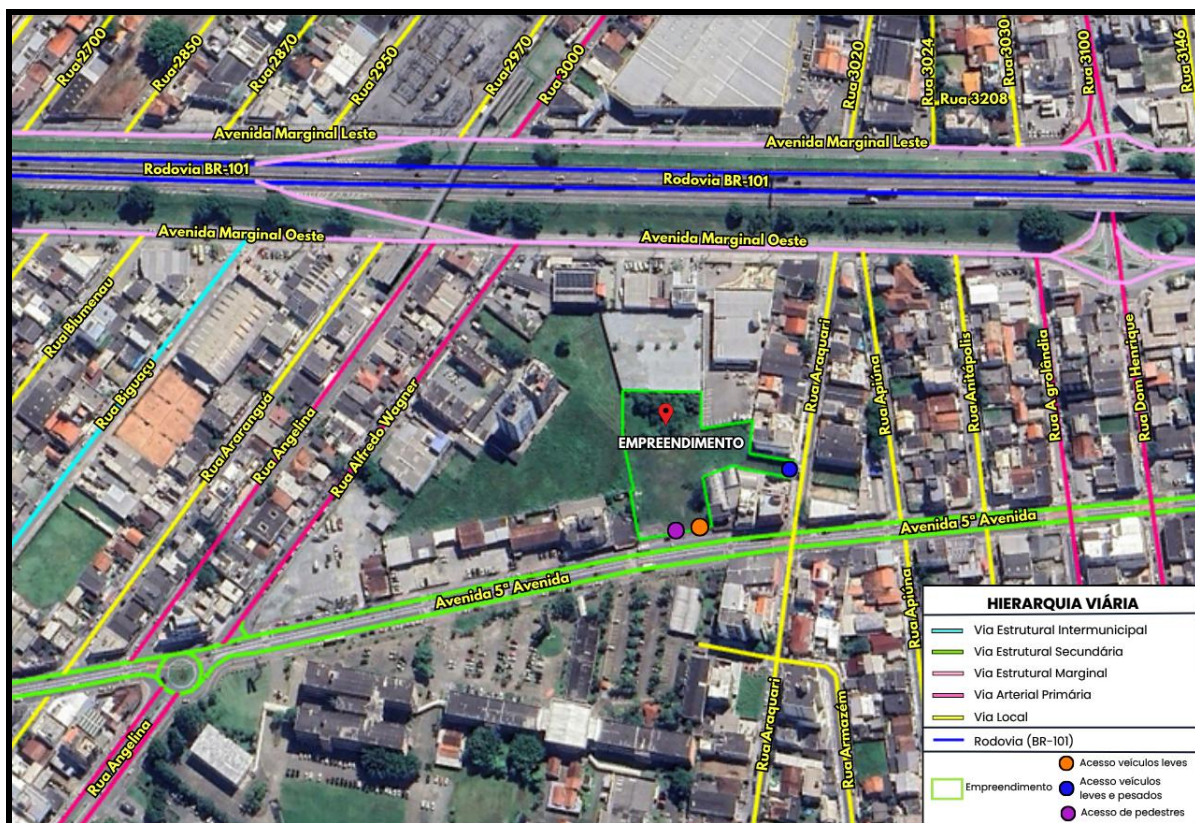 Rua 2700
Rua 2850
Rua 2870
Rua 2950
Rua 2970
Rua 3000
Rua 3020
Rua 3024
Rua 3030
Rua 3100
Rua 3146
Rua 3208
Avenida Marginal Leste
Avenida Marginal Leste
Rodovia BR-101
Rodovia BR-101
Avenida Marginal Oeste
Avenida Marginal Oeste
Rua Blumenau
Rua Biguaçu
Rua Araranguá
Rua Angelina
Rua Alfredo Wagner
Rua Araquari
Rua Apiuna
Rua Anitápolis
Rua Agrolândia
Rua Dom Henrique
EMPREENDIMENTO
Avenida 5ª Avenida
Avenida 5ª Avenida
Rua Angelina
Rua Araquari
Rua Armazém
Rua Apiúna
HIERARQUIA VIÁRIA
Via Estrutural Intermunicipal
Via Estrutural Secundária
Via Estrutural Marginal
Via Arterial Primária
Via Local
Rodovia (BR-101)
Empreendimento
Acesso veículos leves
Acesso veículos
leves e pesados
Acesso de pedestres